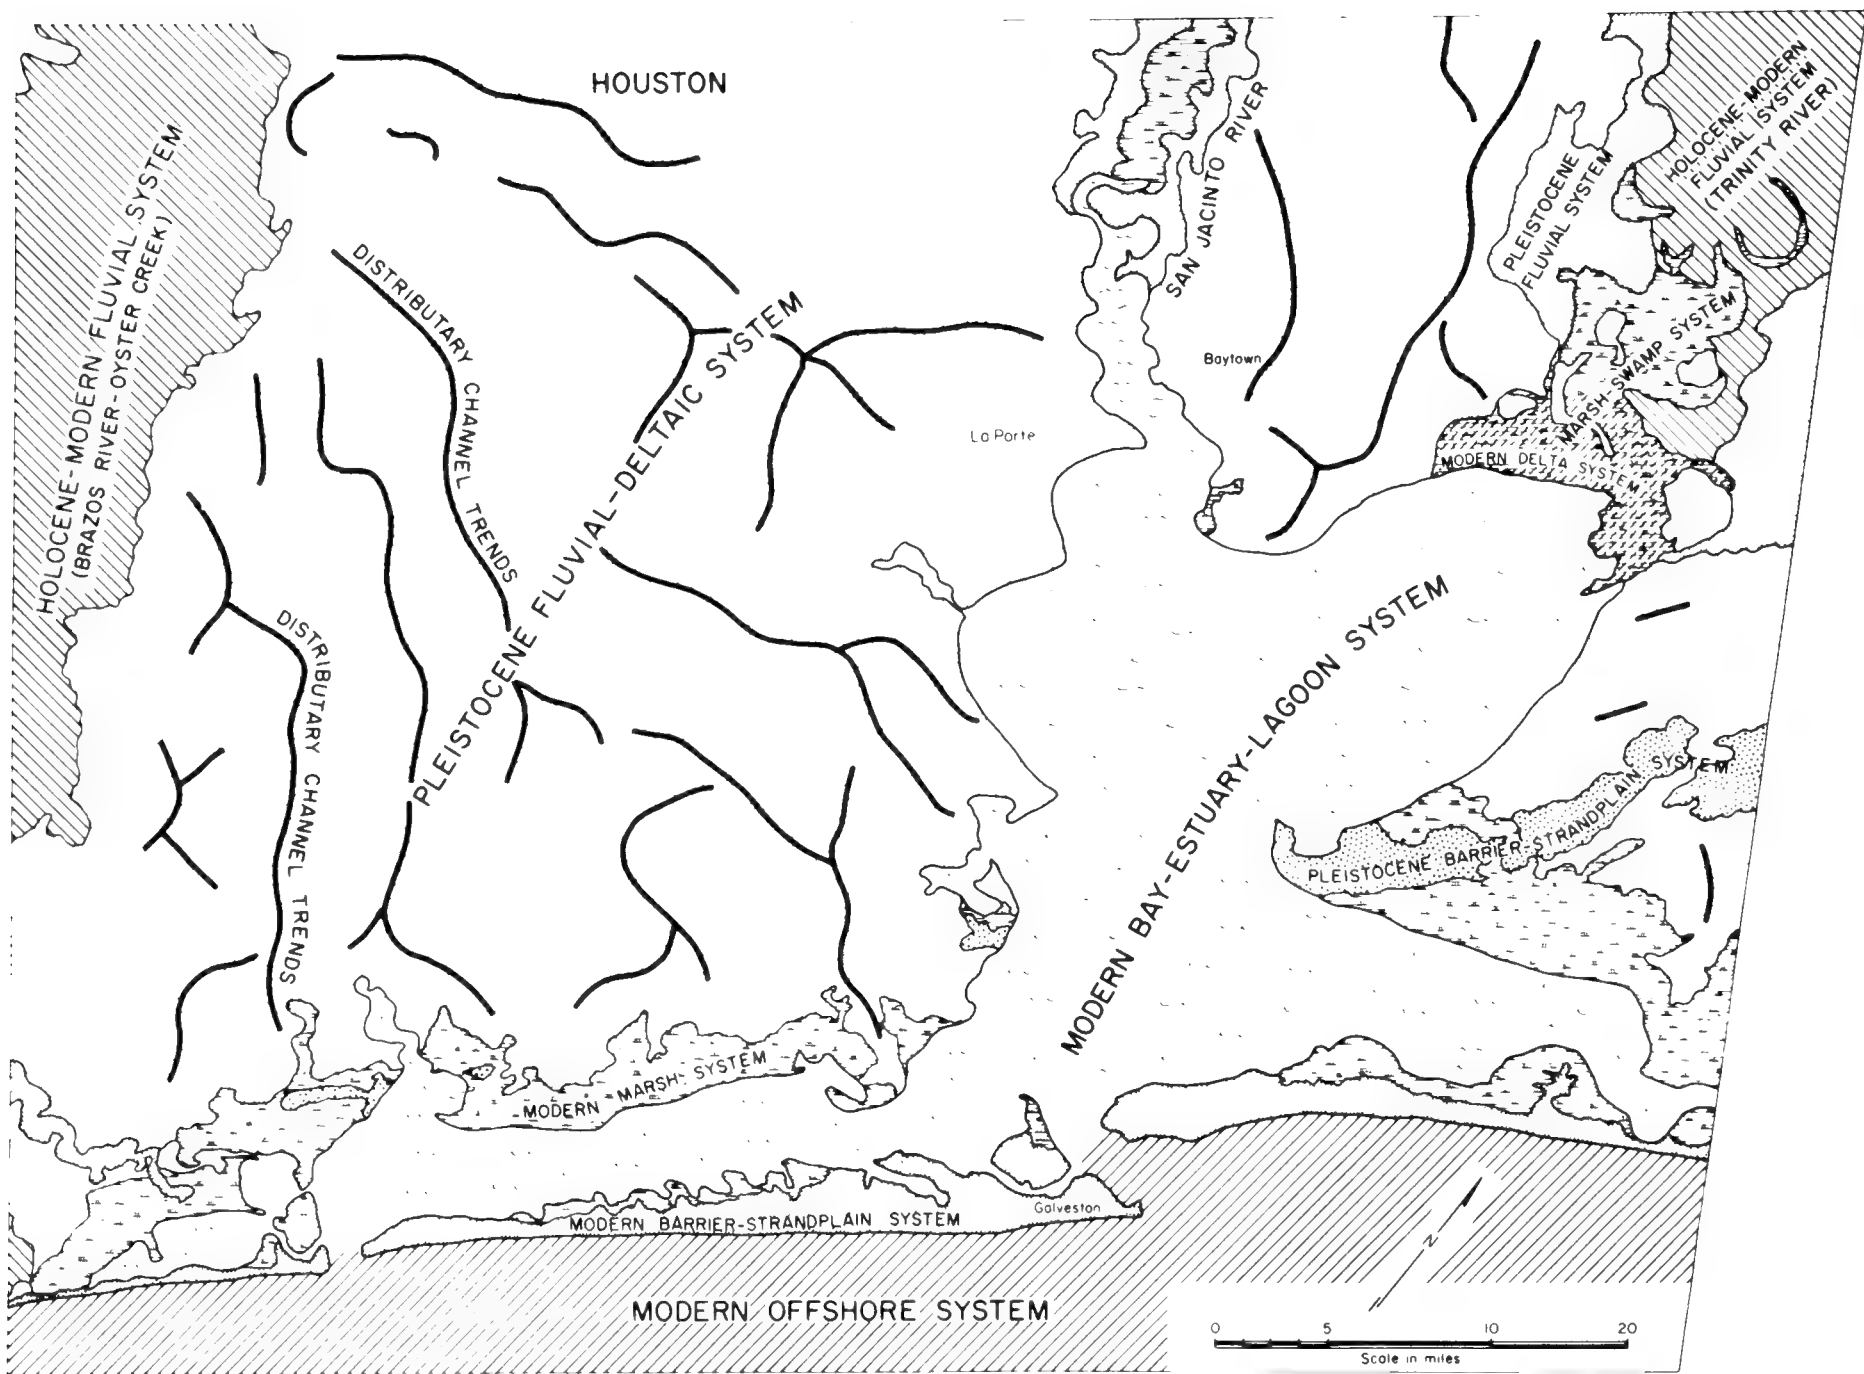 HOUSTON
HOLOCENE-MODERN FLUVIAL SYSTEM
(BRAZOS RIVER-OYSTER CREEK)
SAN JACINTO RIVER
PLEISTOCENE
FLUVIAL SYSTEM
HOLOCENE-MODERN
FLUVIAL SYSTEM
(TRINITY RIVER)
DISTRIBUTARY CHANNEL TRENDS
PLEISTOCENE FLUVIAL-DELTAIC SYSTEM
Baytown
La Porte
MARSH-SWAMP SYSTEM
MODERN DELTA SYSTEM
DISTRIBUTARY CHANNEL TRENDS
MODERN BAY-ESTUARY-LAGOON SYSTEM
PLEISTOCENE BARRIER-STRANDPLAIN SYSTEM
MODERN MARSH SYSTEM
MODERN BARRIER-STRANDPLAIN SYSTEM
Galveston
MODERN OFFSHORE SYSTEM
N
0 5 10 20
Scale in miles